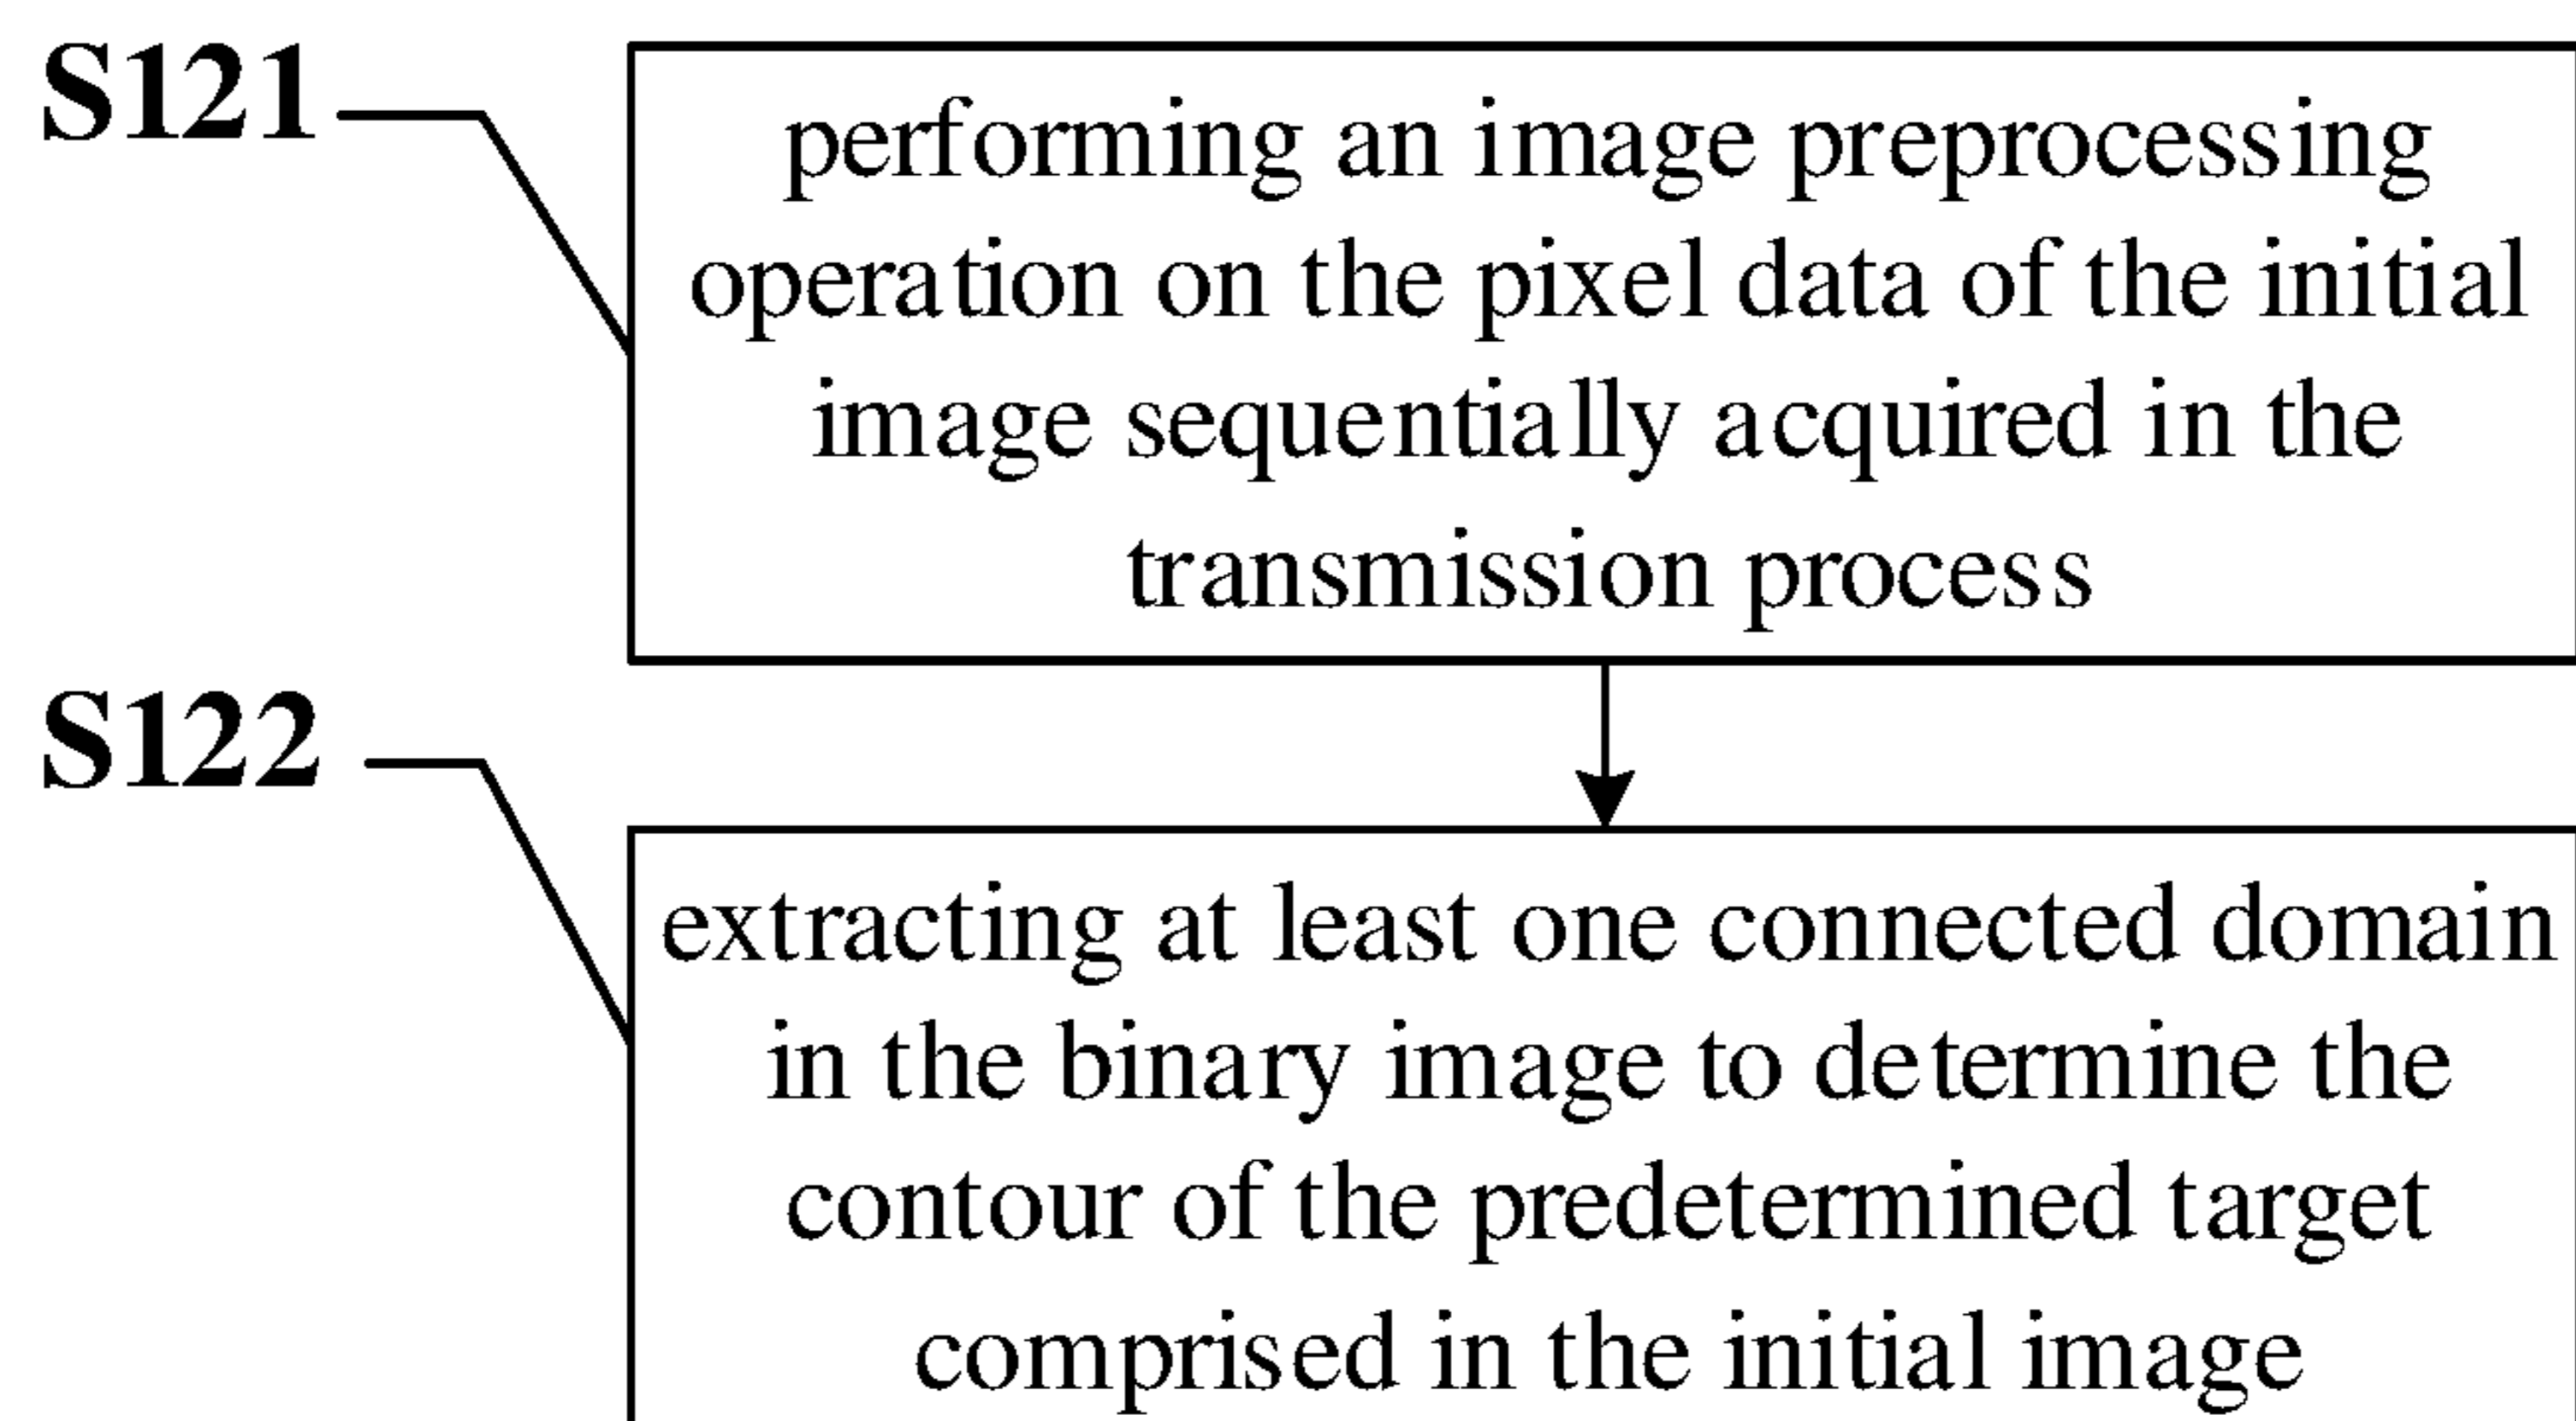 S121
performing an image preprocessing
operation on the pixel data of the initial
image sequentially acquired in the
transmission process
S122
extracting at least one connected domain
in the binary image to determine the
contour of the predetermined target
comprised in the initial image